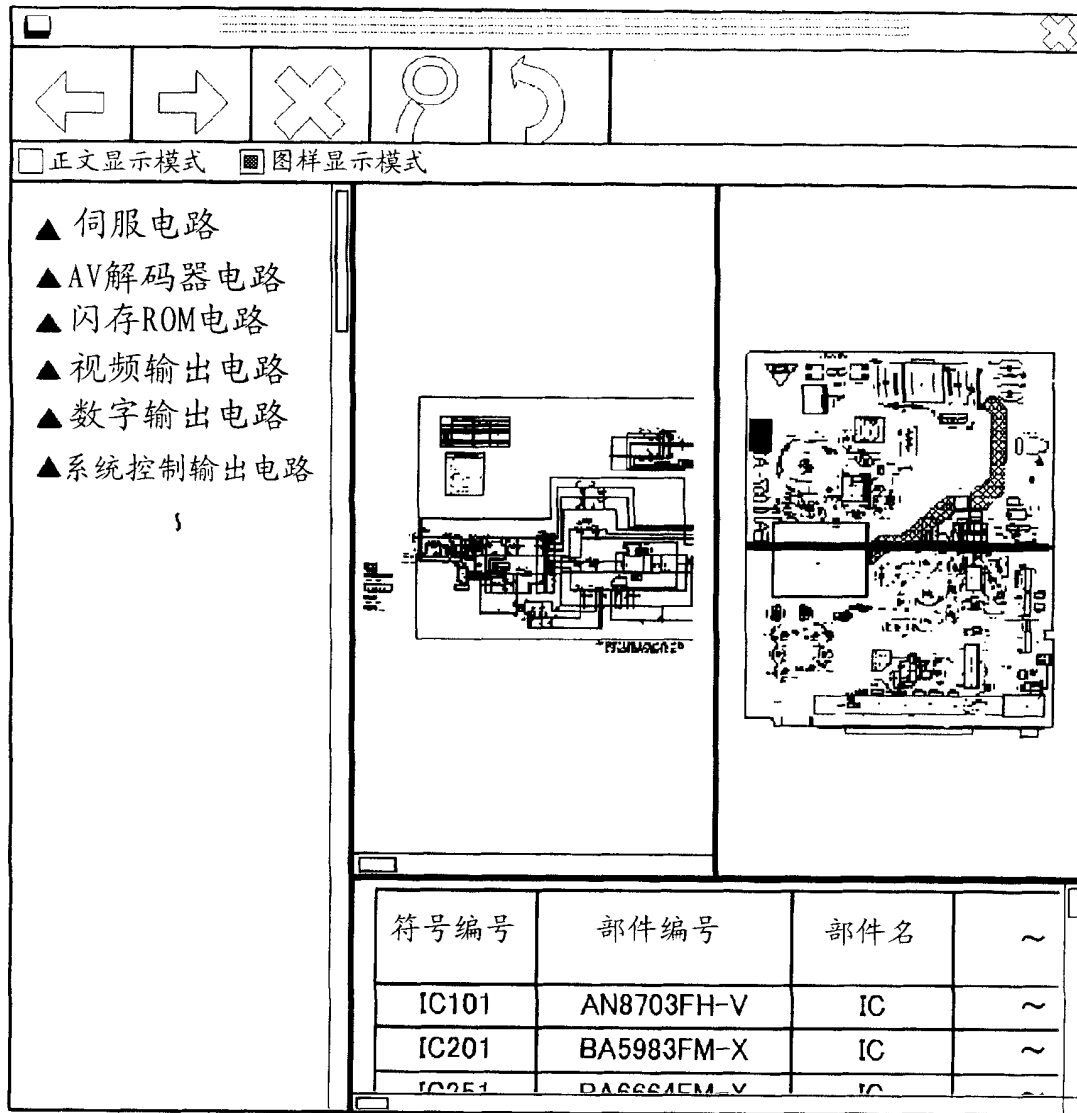 正文显示模式 图样显示模式
▲ 伺服电路
▲ AV解码器电路
▲ 闪存ROM电路
▲ 视频输出电路
▲ 数字输出电路
▲ 系统控制输出电路
符号编号 部件编号 部件名 ~
IC101 AN8703FH-V IC ~
IC201 BA5983FM-X IC ~
IC251 BA6664FM-X IC ~